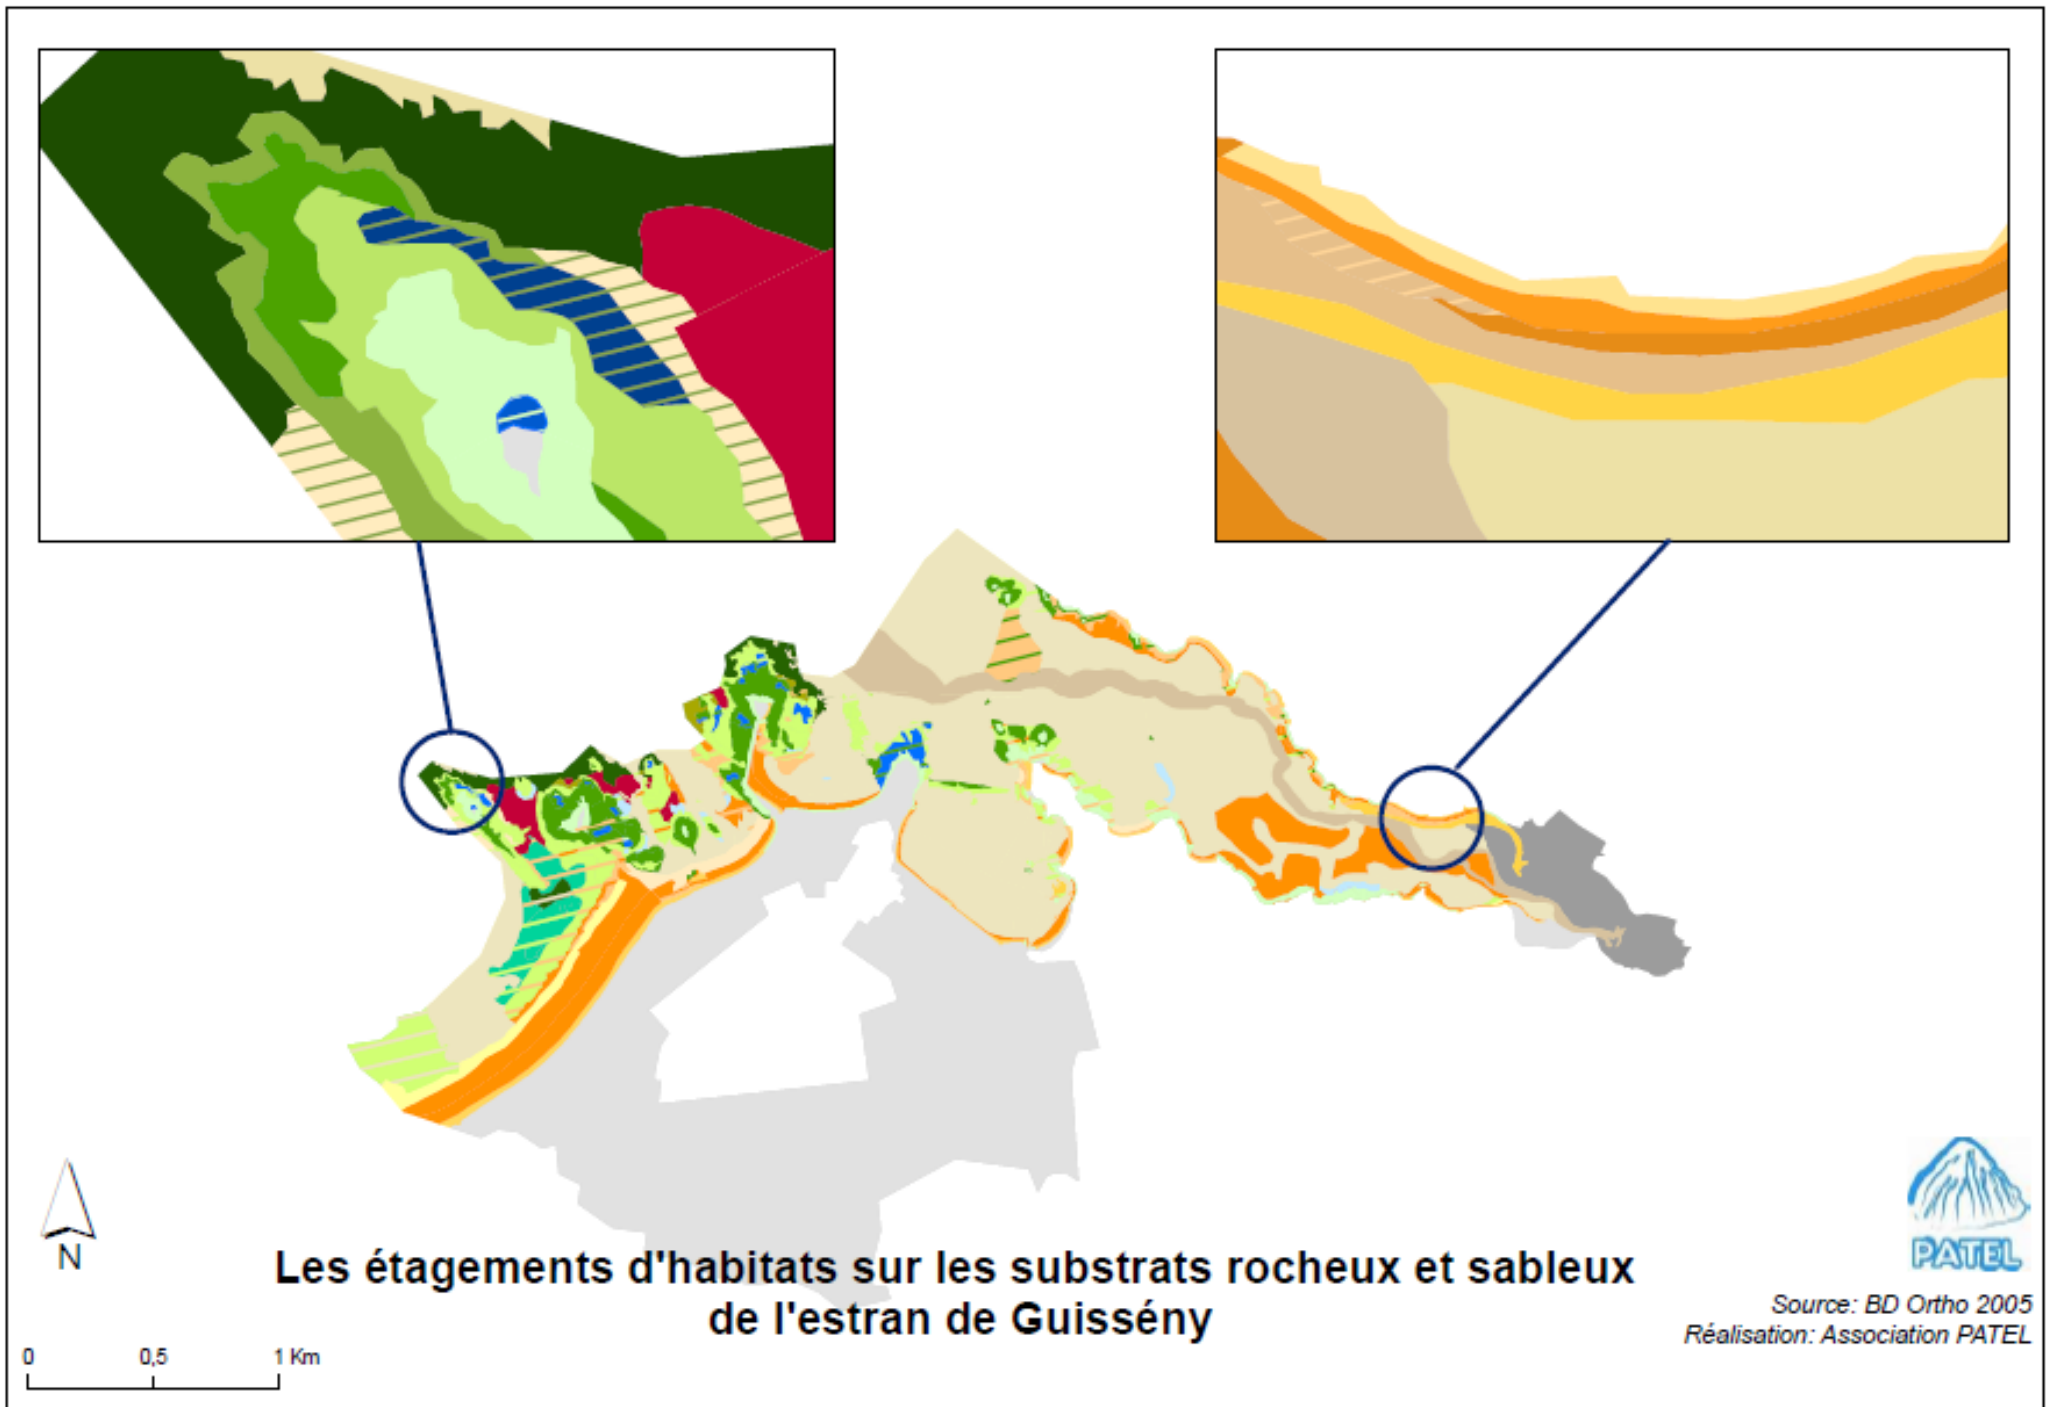 Les étagements d'habitats sur les substrats rocheux et sableux
de l'estran de Guissény
N
0 0,5 1 Km
PATEL
Source: BD Ortho 2005
Réalisation: Association PATEL